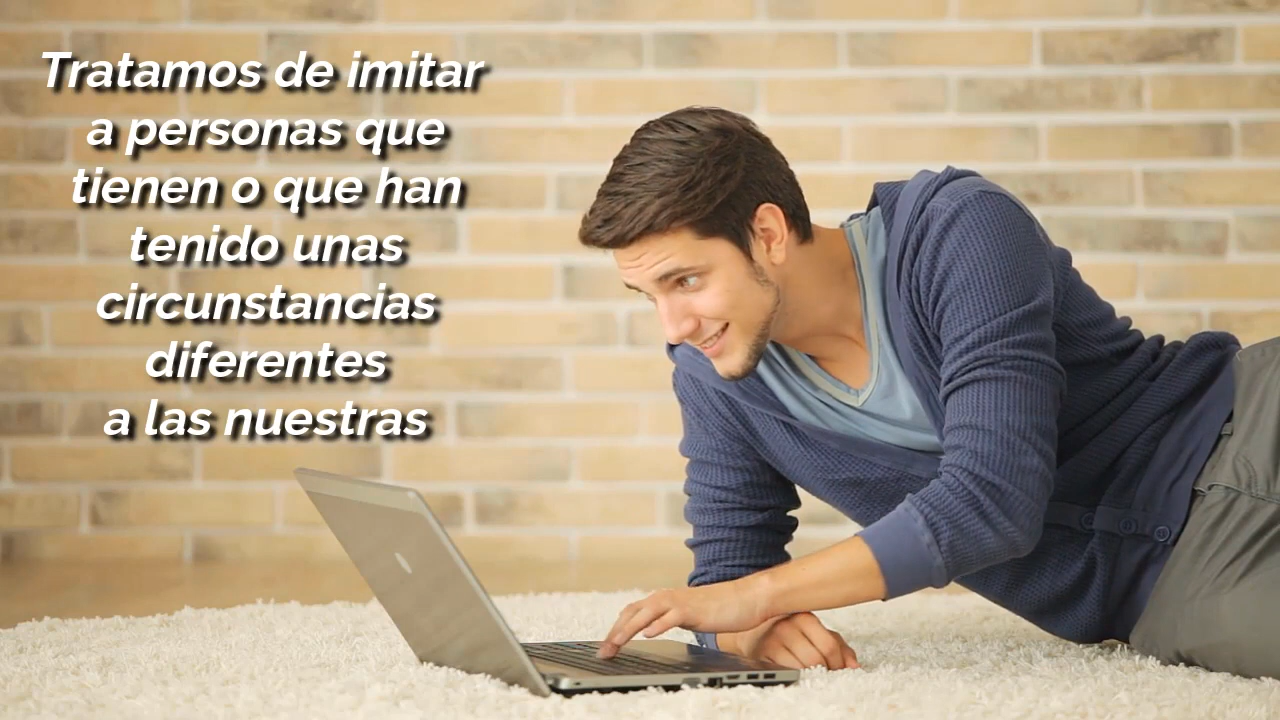 Tratamos de imitar
a personas que
tienen o que han
tenido unas
circunstancias
diferentes
a las nuestras